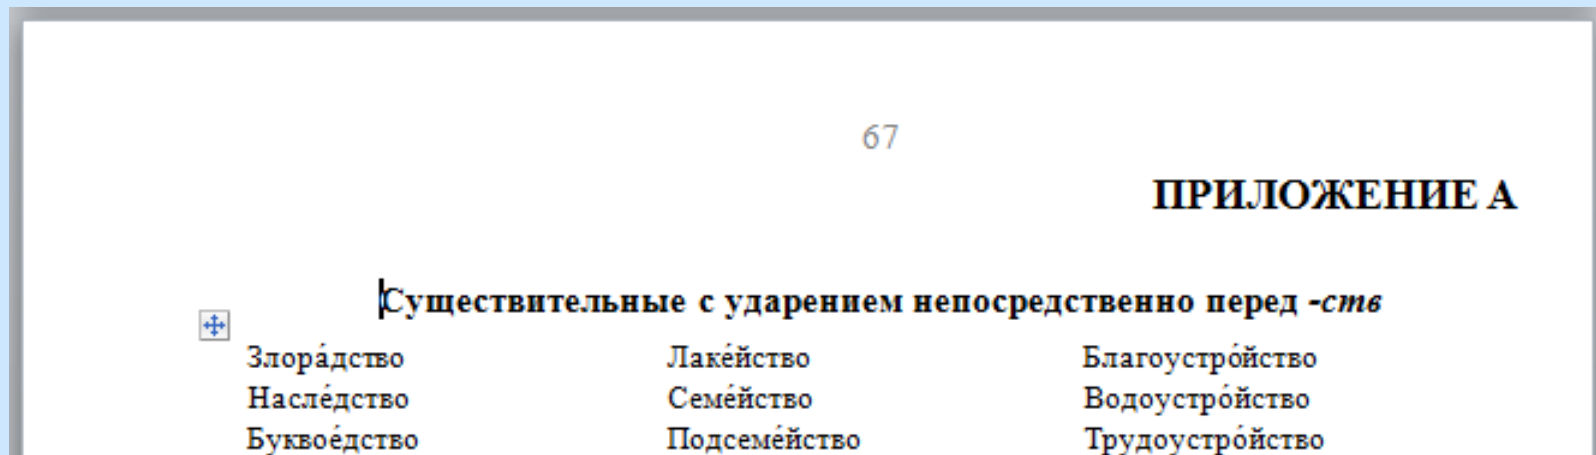 67
ПРИЛОЖЕНИЕ А
Существительные с ударением непосредственно перед -ств
Злора́дство Лаке́йство Благоустро́йство
Насле́дство Семе́йство Водоустро́йство
Буквое́дство Подсеме́йство Трудоустро́йство